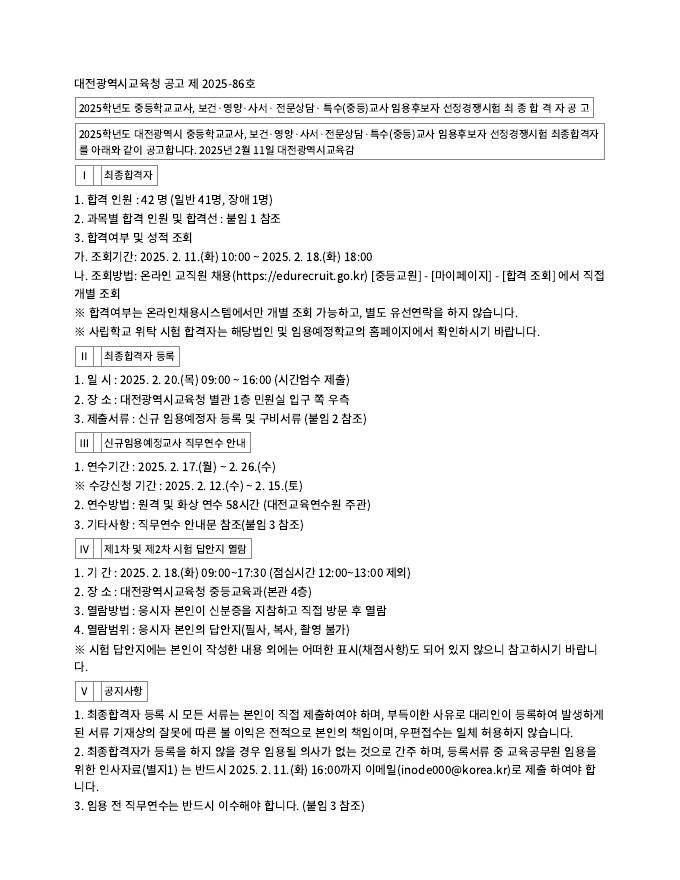 대전광역시교육청 공고 제 2025-86호
2025학년도 중등학교교사, 보건·영양·사서· 전문상담· 특수(중등)교사 임용후보자 선정경쟁시험 최 종 합 격 자 공 고
2025학년도 대전광역시 중등학교교사, 보건·영양·사서·전문상담·특수(중등)교사 임용후보자 선정경쟁시험 최종합격자
를 아래와 같이 공고합니다. 2025년 2월 11일 대전광역시교육감
Ⅰ 최종합격자
1. 합격 인원 : 42 명 (일반 41명, 장애 1명)
2. 과목별 합격 인원 및 합격선 : 붙임 1 참조
3. 합격여부 및 성적 조회
가. 조회기간: 2025. 2. 11.(화) 10:00 ~ 2025. 2. 18.(화) 18:00
나. 조회방법: 온라인 교직원 채용(https://edurecruit.go.kr) [중등교원] - [마이페이지] - [합격 조회] 에서 직접
개별 조회
※ 합격여부는 온라인채용시스템에서만 개별 조회 가능하고, 별도 유선연락을 하지 않습니다.
※ 사립학교 위탁 시험 합격자는 해당법인 및 임용예정학교의 홈페이지에서 확인하시기 바랍니다.
Ⅱ 최종합격자 등록
1. 일 시 : 2025. 2. 20.(목) 09:00 ~ 16:00 (시간엄수 제출)
2. 장 소 : 대전광역시교육청 별관 1층 민원실 입구 쪽 우측
3. 제출서류 : 신규 임용예정자 등록 및 구비서류 (붙임 2 참조)
Ⅲ 신규임용예정교사 직무연수 안내
1. 연수기간 : 2025. 2. 17.(월) ~ 2. 26.(수)
※ 수강신청 기간 : 2025. 2. 12.(수) ~ 2. 15.(토)
2. 연수방법 : 원격 및 화상 연수 58시간 (대전교육연수원 주관)
3. 기타사항 : 직무연수 안내문 참조(붙임 3 참조)
Ⅳ 제1차 및 제2차 시험 답안지 열람
1. 기 간 : 2025. 2. 18.(화) 09:00~17:30 (점심시간 12:00~13:00 제외)
2. 장 소 : 대전광역시교육청 중등교육과(본관 4층)
3. 열람방법 : 응시자 본인이 신분증을 지참하고 직접 방문 후 열람
4. 열람범위 : 응시자 본인의 답안지(필사, 복사, 촬영 불가)
※ 시험 답안지에는 본인이 작성한 내용 외에는 어떠한 표시(채점사항)도 되어 있지 않으니 참고하시기 바랍니
다.
Ⅴ 공지사항
1. 최종합격자 등록 시 모든 서류는 본인이 직접 제출하여야 하며, 부득이한 사유로 대리인이 등록하여 발생하게
된 서류 기재상의 잘못에 따른 불 이익은 전적으로 본인의 책임이며, 우편접수는 일체 허용하지 않습니다.
2. 최종합격자가 등록을 하지 않을 경우 임용될 의사가 없는 것으로 간주 하며, 등록서류 중 교육공무원 임용을
위한 인사자료(별지1) 는 반드시 2025. 2. 11.(화) 16:00까지 이메일(inode000@korea.kr)로 제출 하여야 합
니다.
3. 임용 전 직무연수는 반드시 이수해야 합니다. (붙임 3 참조)